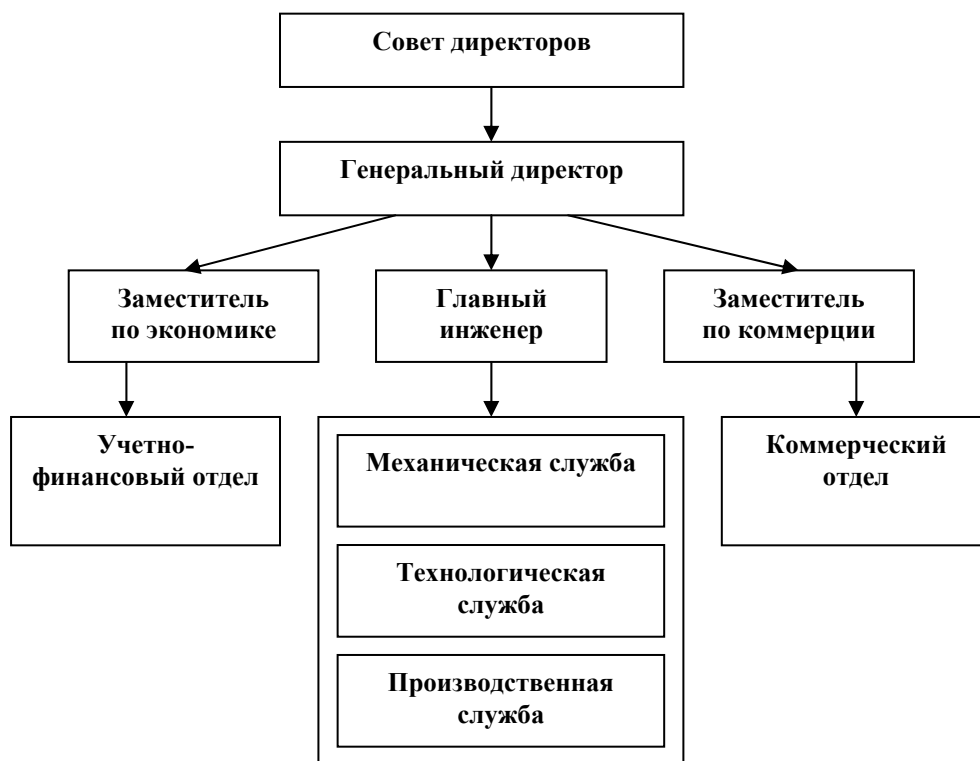 Совет директоров
Генеральный директор
Заместитель
по экономике
Главный
инженер
Заместитель
по коммерции
Учетно-
финансовый отдел
Механическая служба
Технологическая
служба
Производственная
служба
Коммерческий
отдел